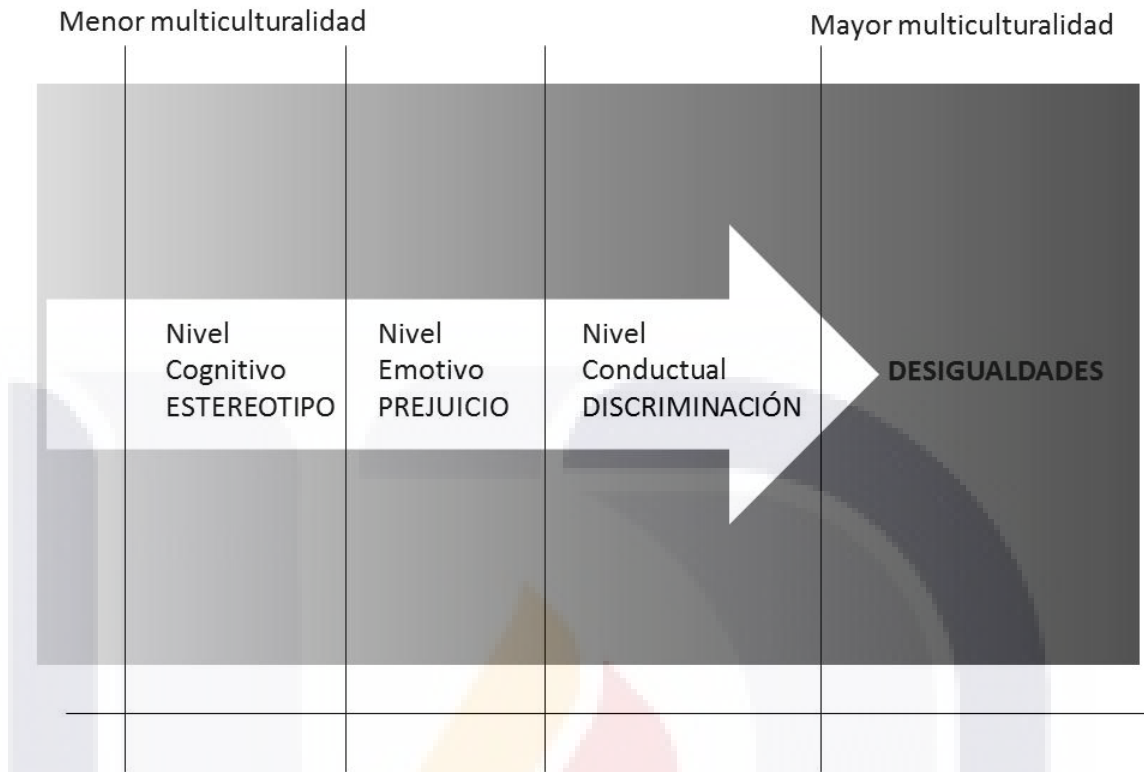 Menor multiculturalidad
Mayor multiculturalidad
Nivel
Cognitivo
ESTEREOTIPO
Nivel
Emotivo
PREJUICIO
Nivel
Conductual
DISCRIMINACIÓN
DESIGUALDADES